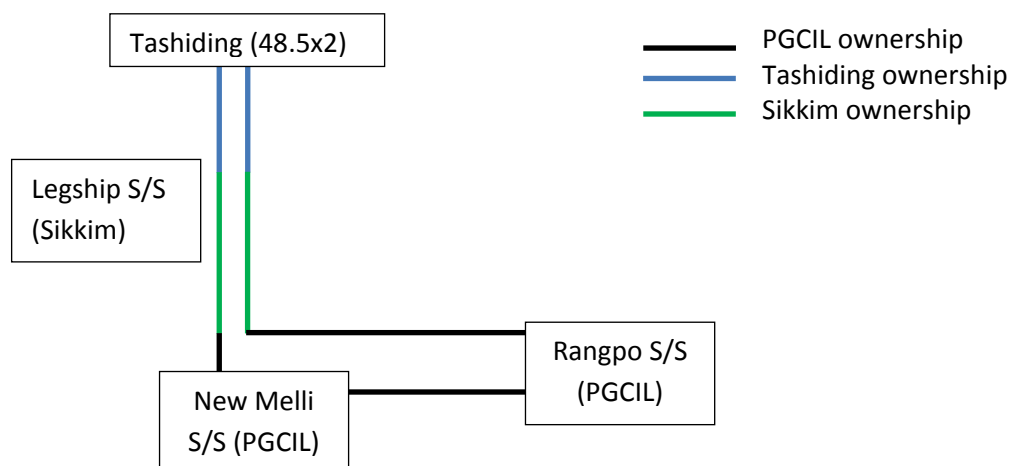 Tashiding (48.5x2)
PGCIL ownership
Tashiding ownership
Sikkim ownership
Legship S/S
(Sikkim)
Rangpo S/S
(PGCIL)
New Melli
S/S (PGCIL)